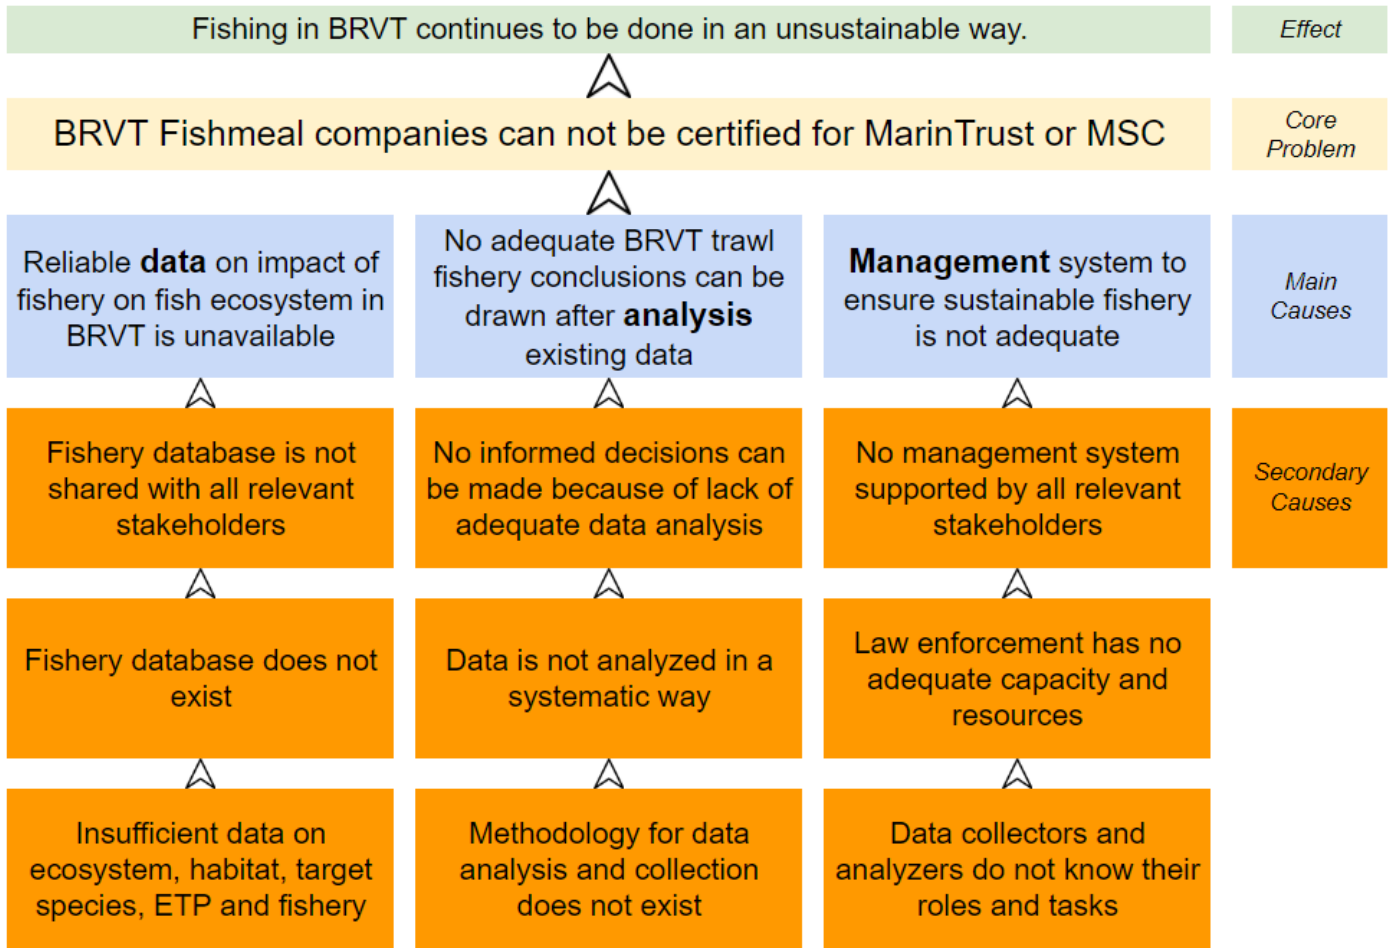 Fishing in BRVT continues to be done in an unsustainable way.
Effect
BRVT Fishmeal companies can not be certified for MarinTrust or MSC
Core
Problem
Reliable data on impact of
fishery on fish ecosystem in
BRVT is unavailable
No adequate BRVT trawl
fishery conclusions can be
drawn after analysis
existing data
Management system to
ensure sustainable fishery
is not adequate
Main
Causes
Fishery database is not
shared with all relevant
stakeholders
No informed decisions can
be made because of lack of
adequate data analysis
No management system
supported by all relevant
stakeholders
Secondary
Causes
Fishery database does not
exist
Data is not analyzed in a
systematic way
Law enforcement has no
adequate capacity and
resources
Insufficient data on
ecosystem, habitat, target
species, ETP and fishery
Methodology for data
analysis and collection
does not exist
Data collectors and
analyzers do not know their
roles and tasks